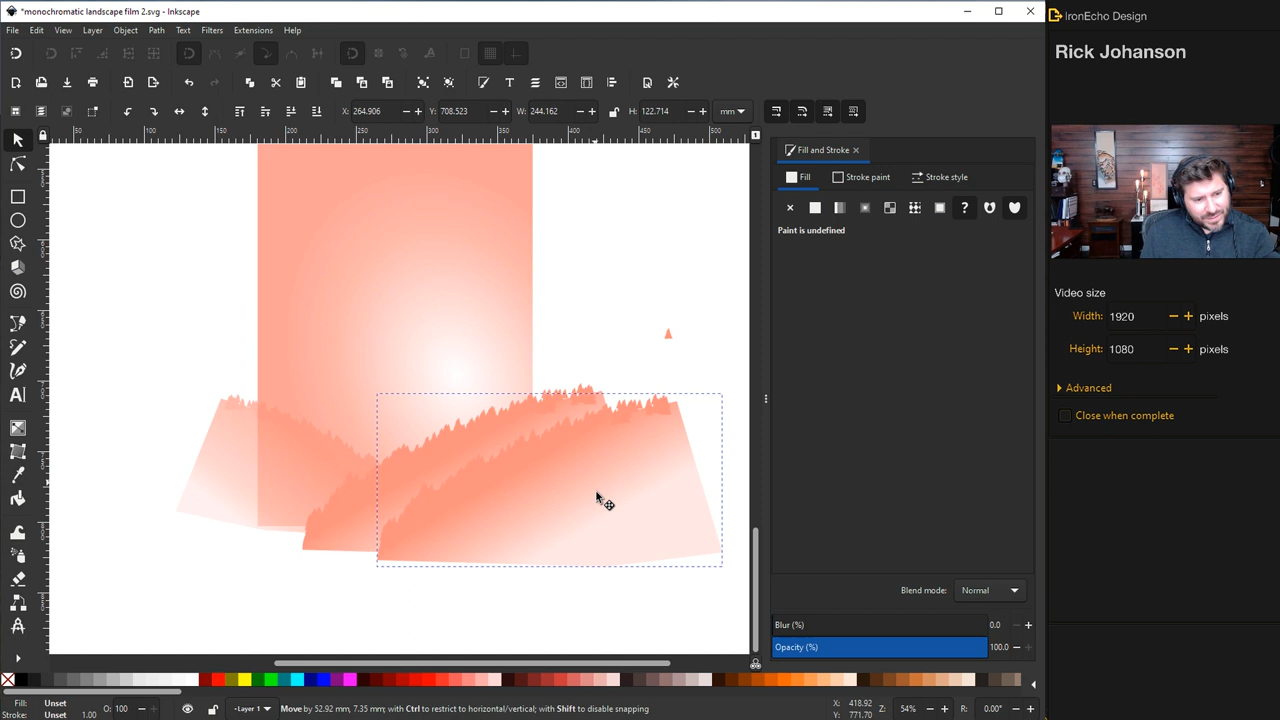 *monochromatic landscape film 2.svg - Inkscape
File Edit View Layer Object Path Text Filters Extensions Help
X: 264.906 Y: 708.523 W: 244.162 H: 122.714 mm
Fill and Stroke
Fill Stroke paint Stroke style
?
Paint is undefined
Blend mode: Normal
Blur (%) 0.0
Opacity (%) 100.0
Fill: Unset
Stroke: Unset 1.00
O: 100
Layer 1
Move by 52.92 mm, 7.35 mm; with Ctrl to restrict to horizontal/vertical; with Shift to disable snapping
X: 418.92
Y: 771.70
Z: 54%
R: 0.00°
IronEcho Design
Rick Johanson
Video size
Width: 1920 pixels
Height: 1080 pixels
Advanced
Close when complete